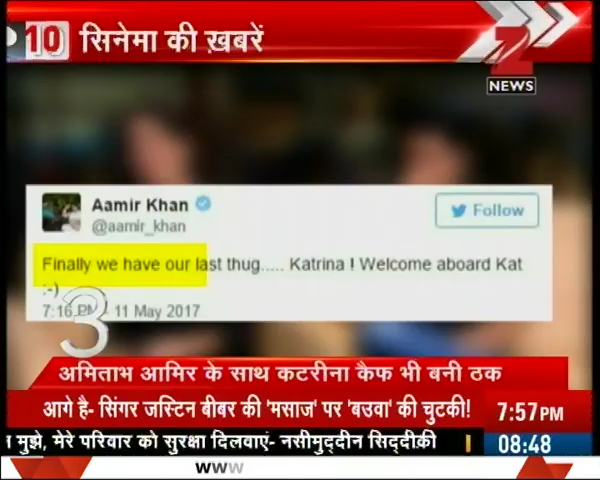 10 सिनेमा की ख़बरें
Z
NEWS
Aamir Khan
Follow
@aamir_khan
Finally we have our last thug..... Katrina ! Welcome aboard Kat
:-)
7:16 PM - 11 May 2017
3
अमिताभ आमिर के साथ कटरीना कैफ भी बनी ठक
आगे है- सिंगर जस्टिन बीबर की 'मसाज' पर 'बउवा' की चुटकी!
7:57PM
मुझे, मेरे परिवार को सुरक्षा दिलवाएं- नसीमुद्दीन सिद्दीक़ी
08:48
www